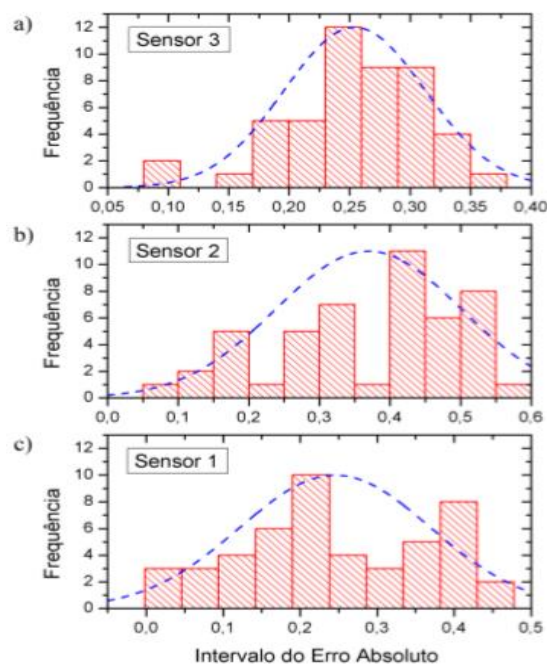 a)
Sensor 3
Frequência
12
10
8
6
4
2
0
0,05 0,10 0,15 0,20 0,25 0,30 0,35 0,40
b)
Sensor 2
Frequência
12
10
8
6
4
2
0
0,0 0,1 0,2 0,3 0,4 0,5 0,6
c)
Sensor 1
Frequência
12
10
8
6
4
2
0
0,0 0,1 0,2 0,3 0,4 0,5
Intervalo do Erro Absoluto